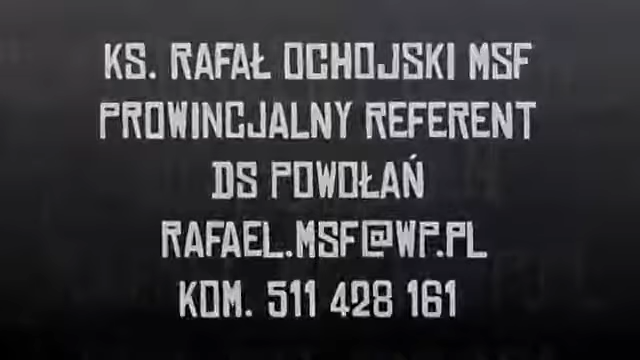 KS. RAFAŁ OCHOJSKI MSF
PROWINCJALNY REFERENT
DS POWOŁAŃ
RAFAEL.MSF@WP.PL
KOM. 511 428 161